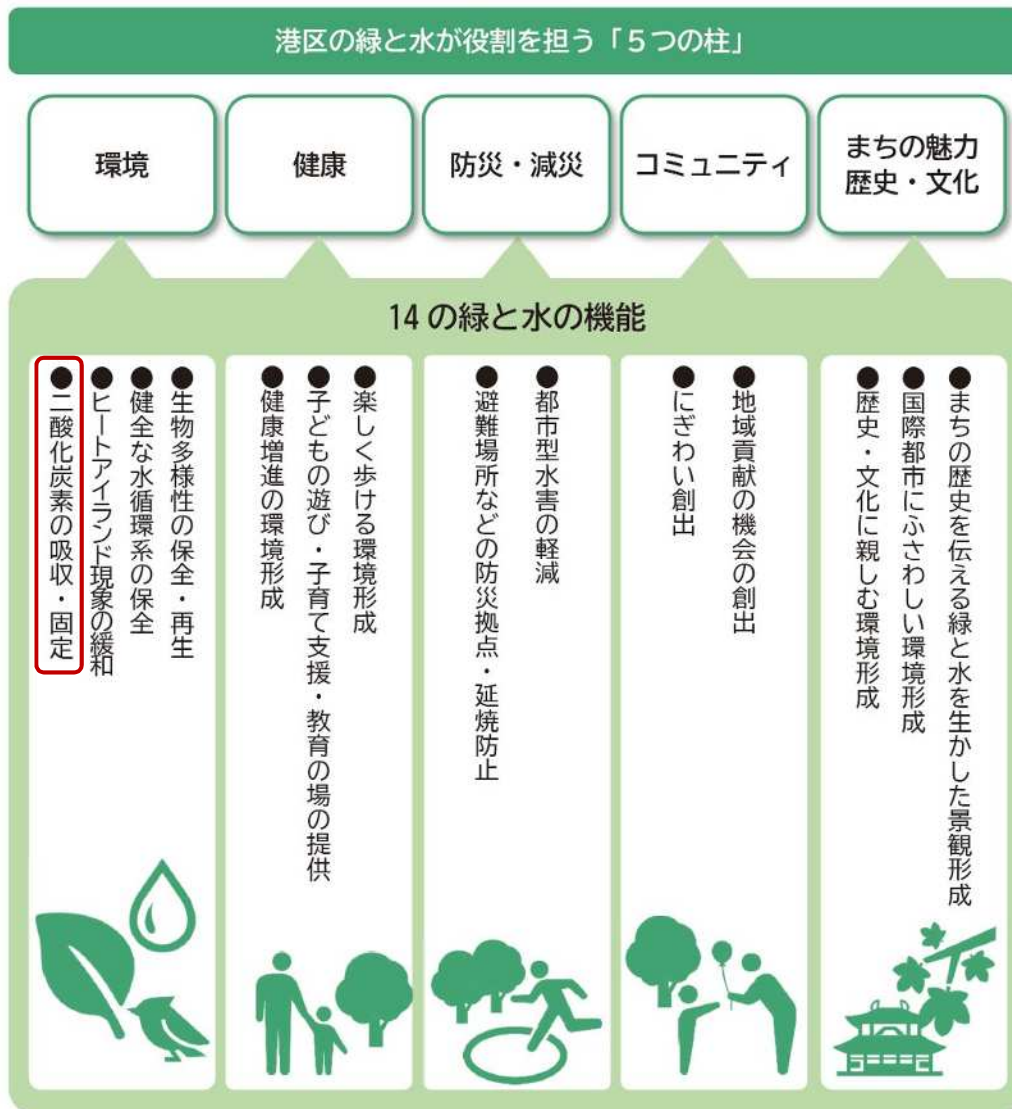 港区の緑と水が役割を担う「５つの柱」
環境
健康
防災・減災
コミュニティ
まちの魅力
歴史・文化
14の緑と水の機能
●生物多様性の保全・再生
●健全な水循環系の保全
●ヒートアイランド現象の緩和
●二酸化炭素の吸収・固定
●楽しく歩ける環境形成
●子どもの遊び・子育て支援・教育の場の提供
●健康増進の環境形成
●都市型水害の軽減
●避難場所などの防災拠点・延焼防止
●地域貢献の機会の創出
●にぎわい創出
●まちの歴史を伝える緑と水を生かした景観形成
●国際都市にふさわしい環境形成
●歴史・文化に親しむ環境形成